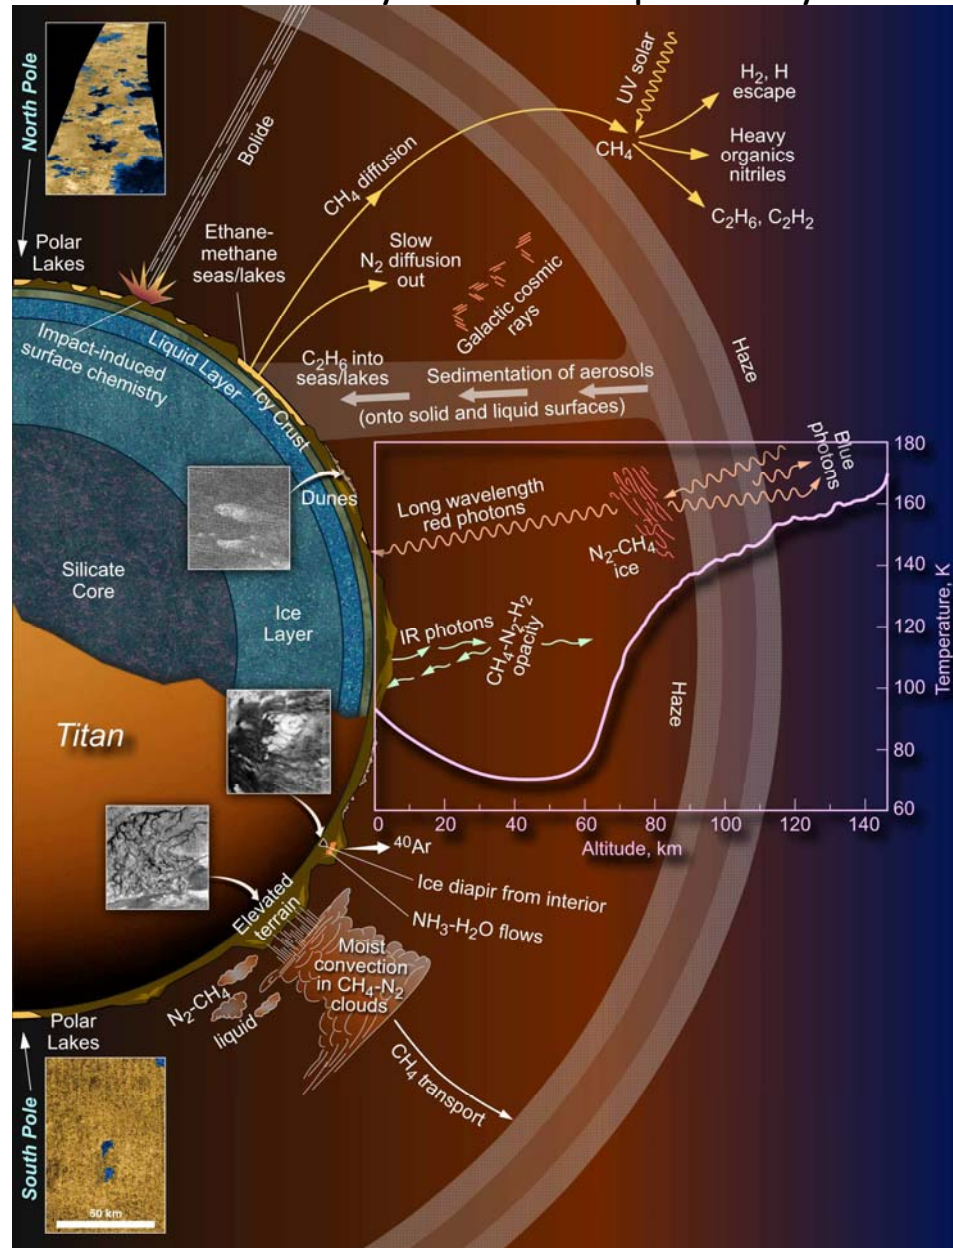 North Pole
Bolide
UV solar
H2, H
escape
CH4
Heavy
organics
nitriles
C2H6, C2H2
CH4 diffusion
Polar
Lakes
Ethane-
methane
seas/lakes
Slow
N2 diffusion
out
Galactic cosmic
rays
Impact-induced
surface chemistry
Liquid Layer
Icy Crust
C2H6 into
seas/lakes
Sedimentation of aerosols
(onto solid and liquid surfaces)
Haze
Blue
photons
Dunes
Long wavelength
red photons
N2-CH4
ice
Silicate
Core
Ice
Layer
IR photons
CH4-N2-H2
opacity
Haze
180
160
140
120
100
80
60
Temperature, K
0
20
40
60
80
100
120
140
Altitude, km
Titan
40Ar
Ice diapir from interior
NH3-H2O flows
Elevated
terrain
Moist
convection
in CH4-N2
clouds
N2-CH4
liquid
CH4 transport
Polar
Lakes
South Pole
50 km